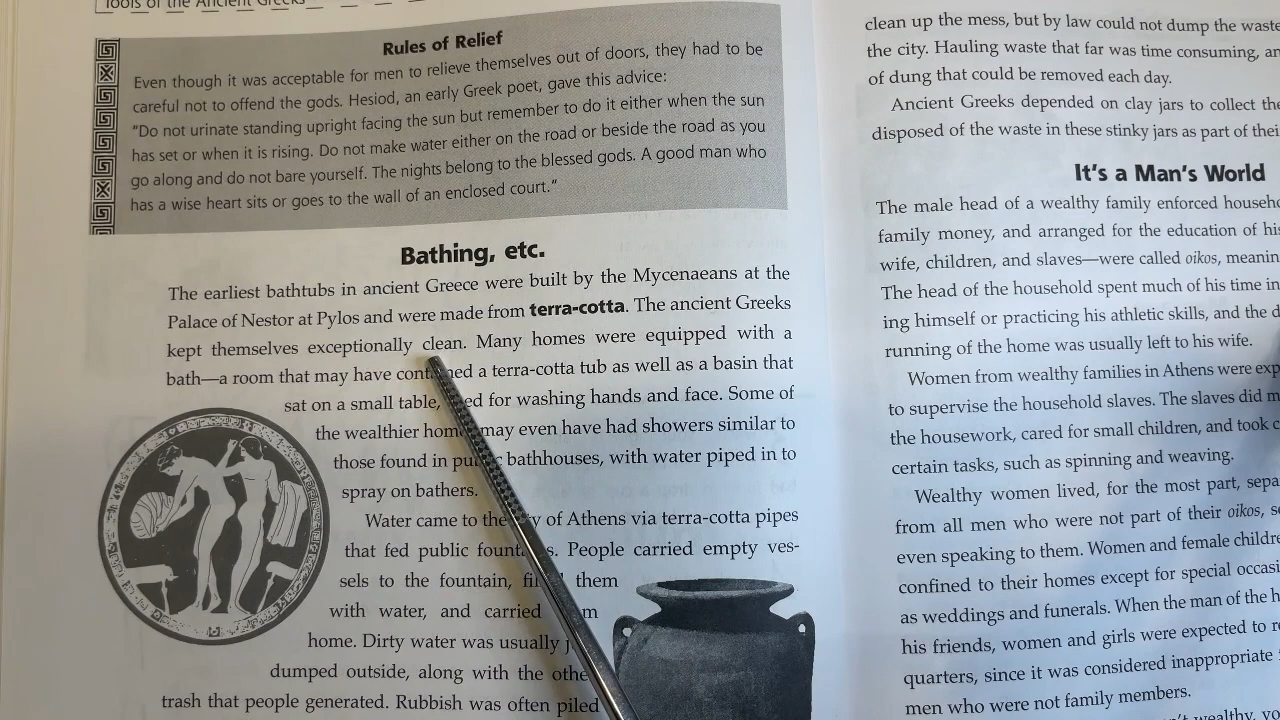 Tools of the Ancient Greeks
Rules of Relief
Even though it was acceptable for men to relieve themselves out of doors, they had to be
careful not to offend the gods. Hesiod, an early Greek poet, gave this advice:
"Do not urinate standing upright facing the sun but remember to do it either when the sun
has set or when it is rising. Do not make water either on the road or beside the road as you
go along and do not bare yourself. The nights belong to the blessed gods. A good man who
has a wise heart sits or goes to the wall of an enclosed court."
Bathing, etc.
The earliest bathtubs in ancient Greece were built by the Mycenaeans at the
Palace of Nestor at Pylos and were made from terra-cotta. The ancient Greeks
kept themselves exceptionally clean. Many homes were equipped with a
bath—a room that may have a terra-cotta tub as well as a basin that
sat on a small table, for washing hands and face. Some of
the wealthier may even have had showers similar to
those found in bathhouses, with water piped in to
spray on bathers.
Water came to the of Athens via terra-cotta pipes
that fed public People carried empty ves-
sels to the fountain, them
with water, and carried
home. Dirty water was usually
dumped outside, along with the
trash that people generated. Rubbish was often piled
clean up the mess, but by law could not dump the waste
the city. Hauling waste that far was time consuming,
of dung that could be removed each day.
Ancient Greeks depended on clay jars to collect
disposed of the waste in these stinky jars as part of
It's a Man's World
The male head of a wealthy family enforced
family money, and arranged for the education of
wife, children, and slaves—were called oikos,
The head of the household spent much of his time
ing himself or practicing his athletic skills, and the
running of the home was usually left to his wife.
Women from wealthy families in Athens were
to supervise the household slaves. The slaves did
the housework, cared for small children, and took
certain tasks, such as spinning and weaving.
Wealthy women lived, for the most part,
from all men who were not part of their oikos,
even speaking to them. Women and female
confined to their homes except for special
as weddings and funerals. When the man of the
his friends, women and girls were expected to
quarters, since it was considered inappropriate
men who were not family members.
wealthy,